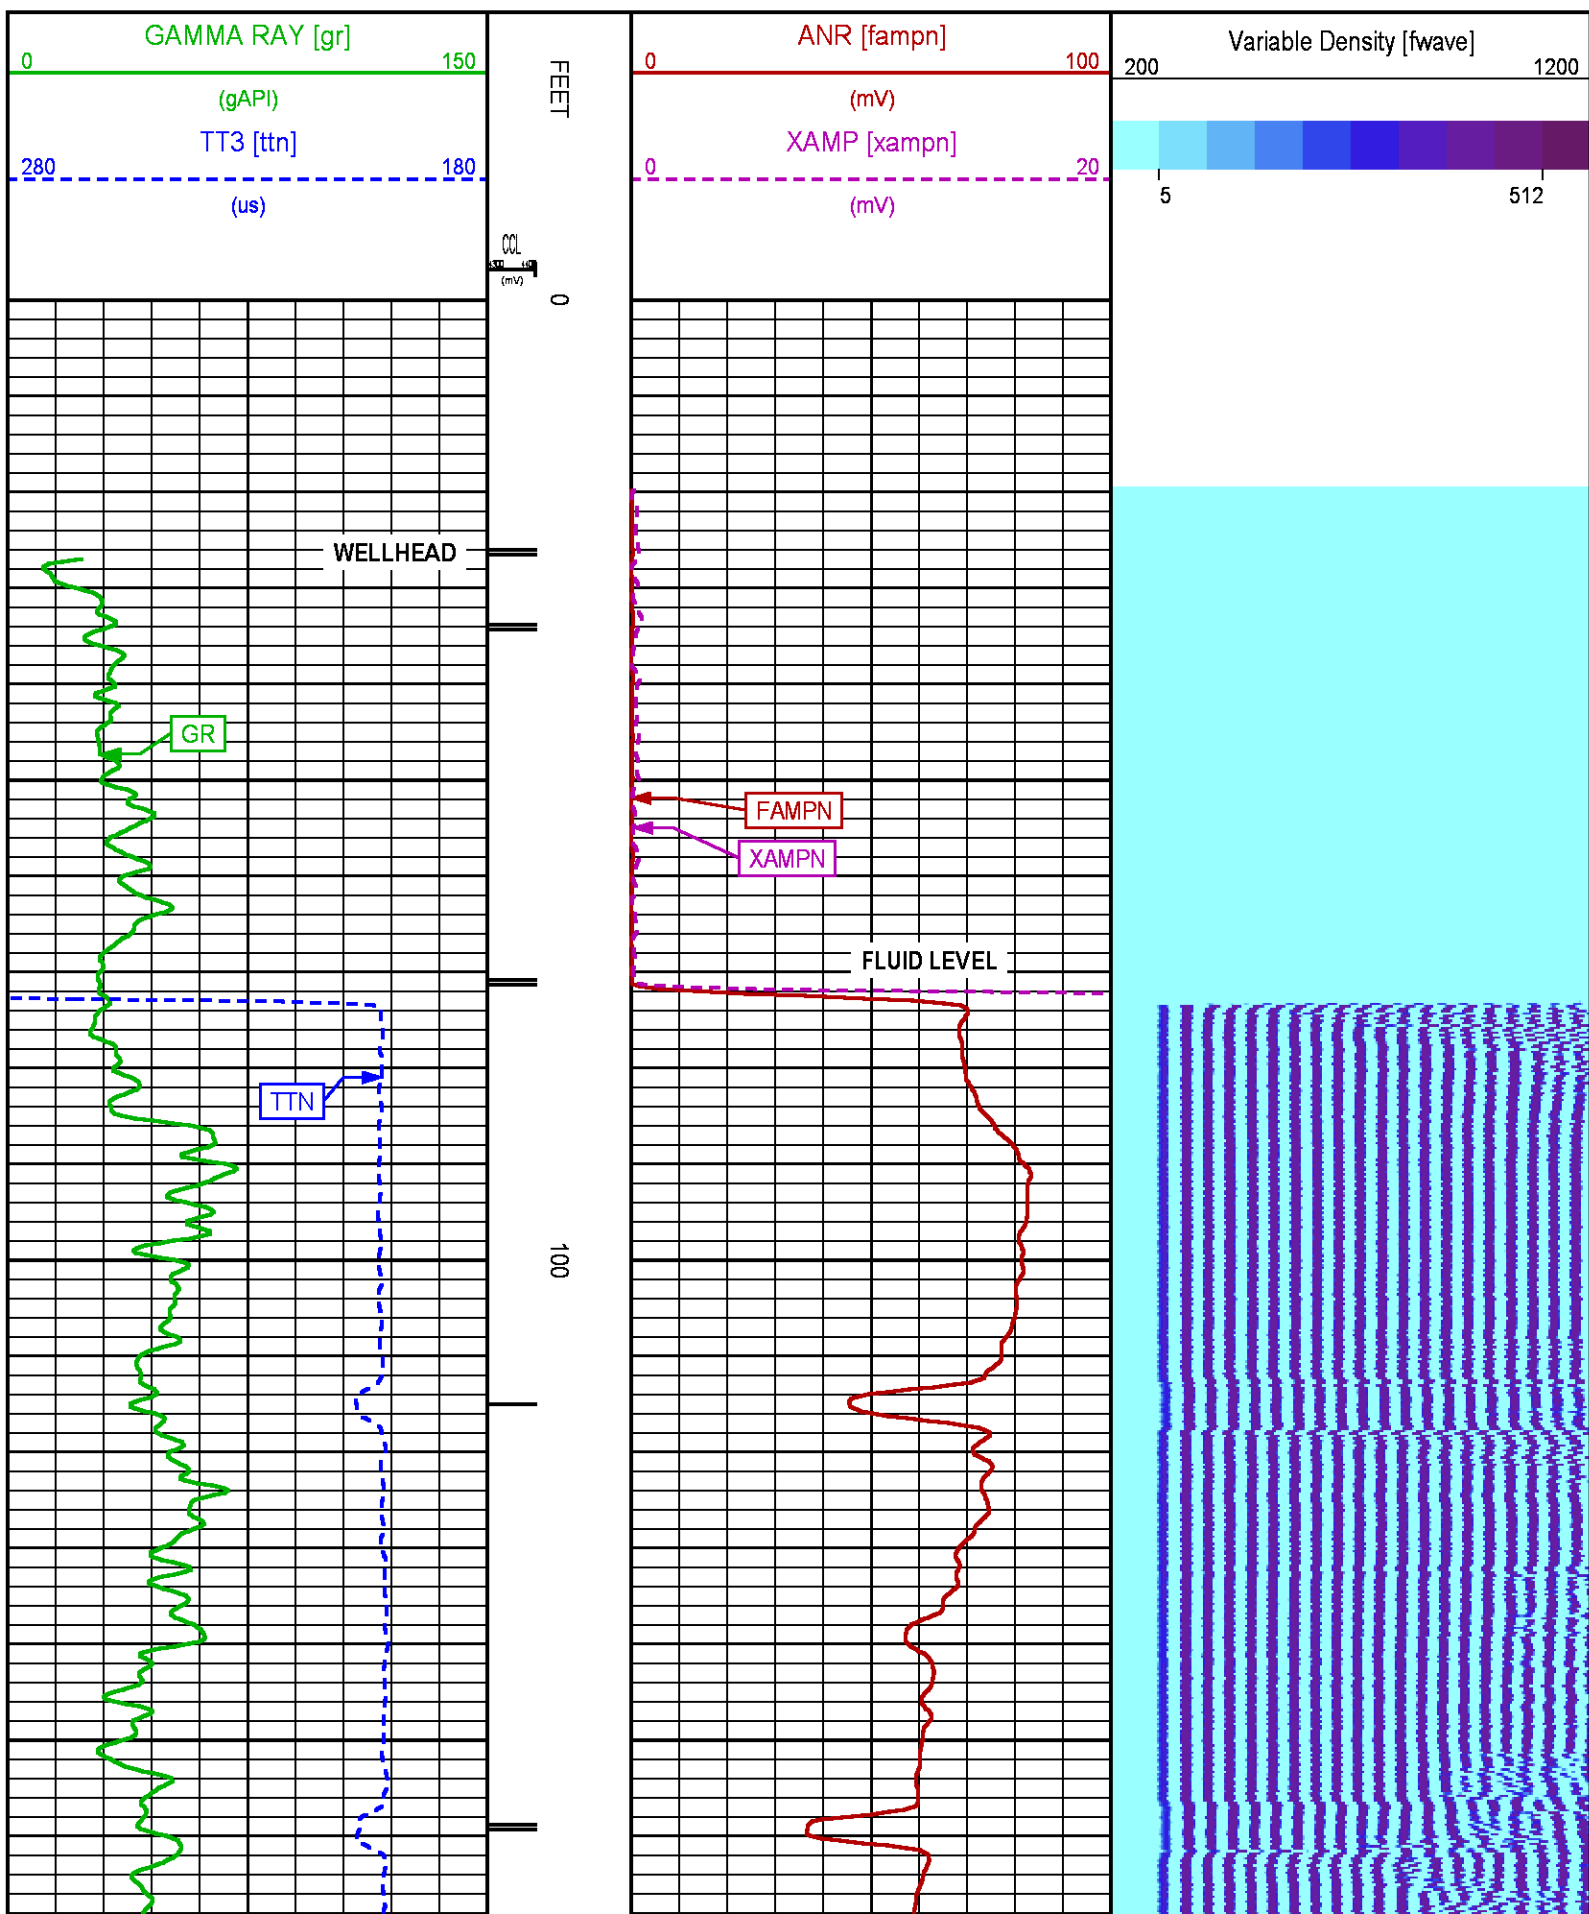 GAMMA RAY [gr]
0 150
(gAPI)
TT3 [ttn]
280 180
(us)
FEET
CCL
(mV)
0
ANR [fampn]
0 100
(mV)
XAMP [xampn]
0 20
(mV)
Variable Density [fwave]
200 1200
5 512
WELLHEAD
GR
FAMPN
XAMPN
FLUID LEVEL
TTN
100